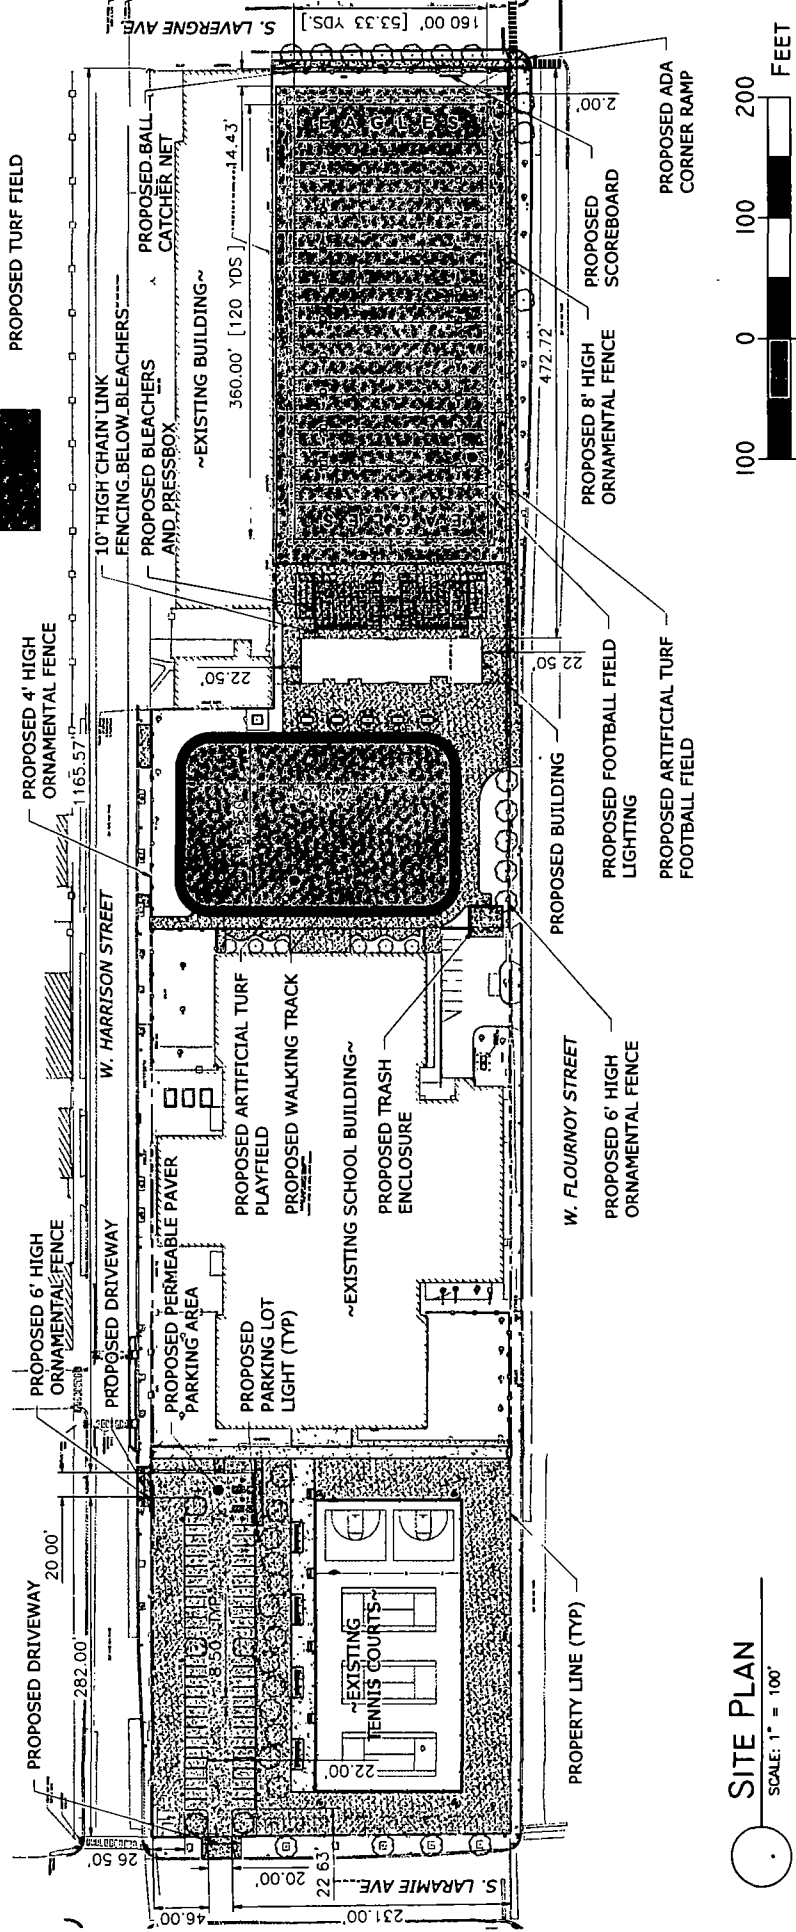 PROPOSED TURF FIELD
S. LAVERGNE AVE
160 00' [53.33 YDS.]
PROPOSED BALL
CATCHER NET
14.43'
2.00'
10' HIGH CHAIN LINK
FENCING BELOW BLEACHERS
PROPOSED BLEACHERS
AND PRESSBOX
~EXISTING BUILDING~
360.00' [120 YDS]
EAGLES
EAGLES
PROPOSED ADA
CORNER RAMP
PROPOSED
SCOREBOARD
472.72'
PROPOSED 8' HIGH
ORNAMENTAL FENCE
PROPOSED 4' HIGH
ORNAMENTAL FENCE
1165.57'
22.50'
22 50'
PROPOSED BUILDING
PROPOSED FOOTBALL FIELD
LIGHTING
PROPOSED ARTIFICIAL TURF
FOOTBALL FIELD
W. HARRISON STREET
PROPOSED ARTIFICIAL TURF
PLAYFIELD
PROPOSED WALKING TRACK
~EXISTING SCHOOL BUILDING~
PROPOSED TRASH
ENCLOSURE
W. FLOURNOY STREET
PROPOSED 6' HIGH
ORNAMENTAL FENCE
PROPOSED 6' HIGH
ORNAMENTAL FENCE
PROPOSED DRIVEWAY
PROPOSED PERMEABLE PAVER
PARKING AREA
PROPOSED
PARKING LOT
LIGHT (TYP)
20 00'
PROPOSED DRIVEWAY
282.00'
8.50' TYP
~EXISTING
TENNIS COURTS~
22.00'
PROPERTY LINE (TYP)
26 50'
20.00'
22 63'
S. LARAMIE AVE.
46.00'
231.00'
SITE PLAN
SCALE: 1" = 100'
100 0 100 200
FEET